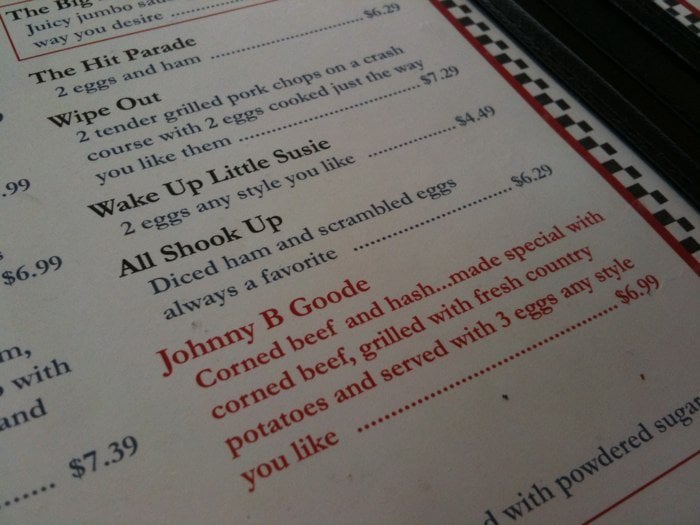 The Big
Juicy jumbo
way you desire
The Hit Parade
2 eggs and ham ........ $6.29
Wipe Out
2 tender grilled pork chops on a crash
course with 2 eggs cooked just the way
you like them ........ $7.29
Wake Up Little Susie
2 eggs any style you like ........ $4.49
All Shook Up
Diced ham and scrambled eggs
always a favorite ........ $6.29
Johnny B Goode
Corned beef and hash...made special with
corned beef, grilled with fresh country
potatoes and served with 3 eggs any style
you like ........ $6.99
.99
$6.99
with
and
$7.39
with powdered sugar